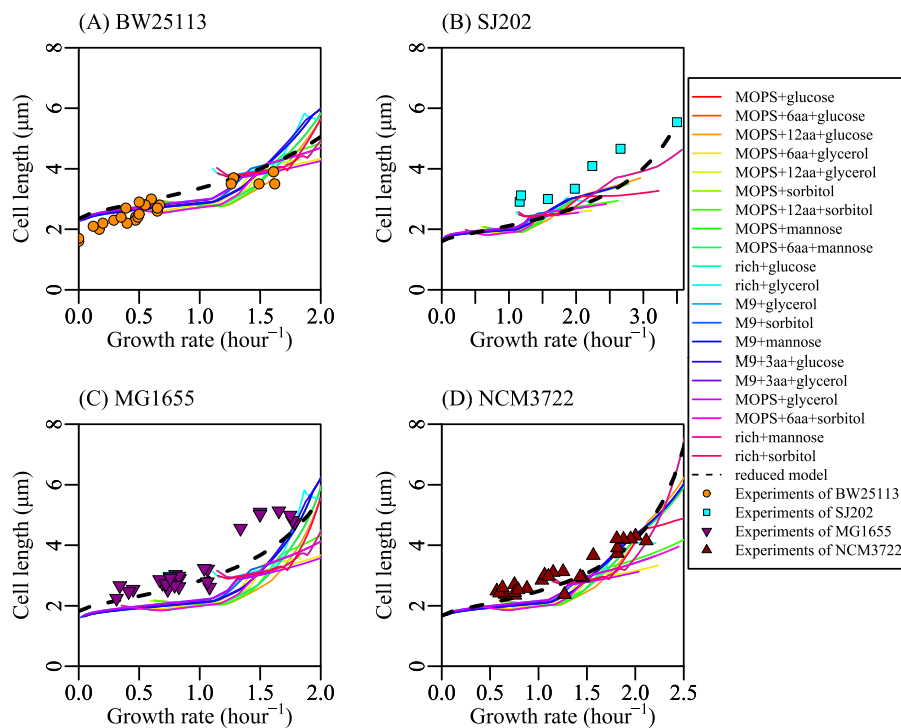 (A) BW25113
Cell length (μm)
0 2 4 6 8
0.0 0.5 1.0 1.5 2.0
Growth rate (hour⁻¹)
(B) SJ202
Cell length (μm)
0 2 4 6 8
0.0 1.0 2.0 3.0
Growth rate (hour⁻¹)
MOPS+glucose
MOPS+6aa+glucose
MOPS+12aa+glucose
MOPS+6aa+glycerol
MOPS+12aa+glycerol
MOPS+sorbitol
MOPS+12aa+sorbitol
MOPS+mannose
MOPS+6aa+mannose
rich+glucose
rich+glycerol
M9+glycerol
M9+sorbitol
M9+mannose
M9+3aa+glucose
M9+3aa+glycerol
MOPS+glycerol
MOPS+6aa+sorbitol
rich+mannose
rich+sorbitol
reduced model
Experiments of BW25113
Experiments of SJ202
Experiments of MG1655
Experiments of NCM3722
(C) MG1655
Cell length (μm)
0 2 4 6 8
0.0 0.5 1.0 1.5 2.0
Growth rate (hour⁻¹)
(D) NCM3722
Cell length (μm)
0 2 4 6 8
0.0 0.5 1.0 1.5 2.0 2.5
Growth rate (hour⁻¹)